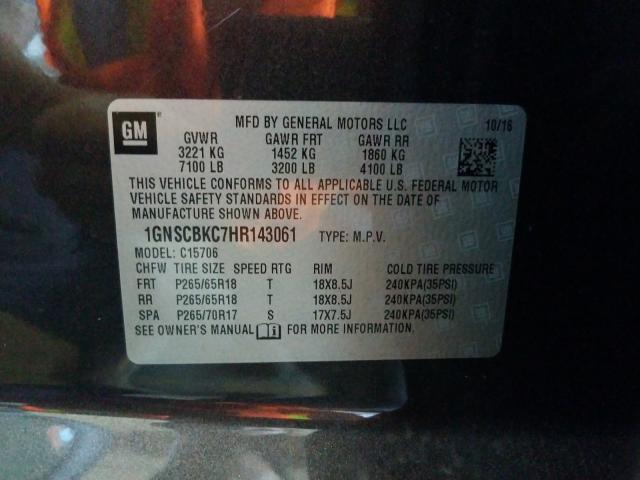 GM
MFD BY GENERAL MOTORS LLC 10/16
GVWR GAWR FRT GAWR RR
3221 KG 1452 KG 1860 KG
7100 LB 3200 LB 4100 LB
THIS VEHICLE CONFORMS TO ALL APPLICABLE U.S. FEDERAL MOTOR
VEHICLE SAFETY STANDARDS IN EFFECT ON THE DATE OF
MANUFACTURE SHOWN ABOVE.
1GNSCBKC7HR143061 TYPE: M.P.V.
MODEL: C15706
CHFW TIRE SIZE SPEED RTG RIM COLD TIRE PRESSURE
FRT P265/65R18 T 18X8.5J 240KPA(35PSI)
RR P265/65R18 T 18X8.5J 240KPA(35PSI)
SPA P265/70R17 S 17X7.5J 240KPA(35PSI)
SEE OWNER'S MANUAL FOR MORE INFORMATION.